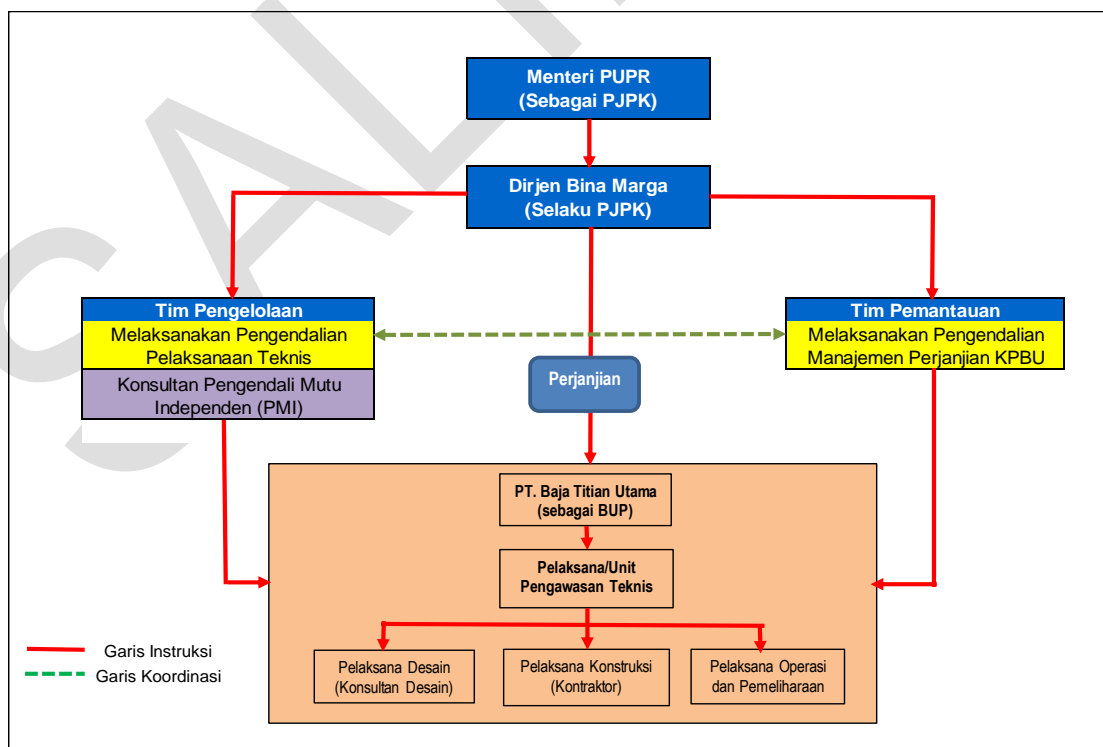 Menteri PUPR
(Sebagai PJPK)
Dirjen Bina Marga
(Selaku PJPK)
Tim Pengelolaan
Melaksanakan Pengendalian
Pelaksanaan Teknis
Konsultan Pengendali Mutu
Independen (PMI)
Tim Pemantauan
Melaksanakan Pengendalian
Manajemen Perjanjian KPBU
Perjanjian
PT. Baja Titian Utama
(sebagai BUP)
Pelaksana/Unit
Pengawasan Teknis
Pelaksana Desain
(Konsultan Desain)
Pelaksana Konstruksi
(Kontraktor)
Pelaksana Operasi
dan Pemeliharaan
Garis Instruksi
Garis Koordinasi